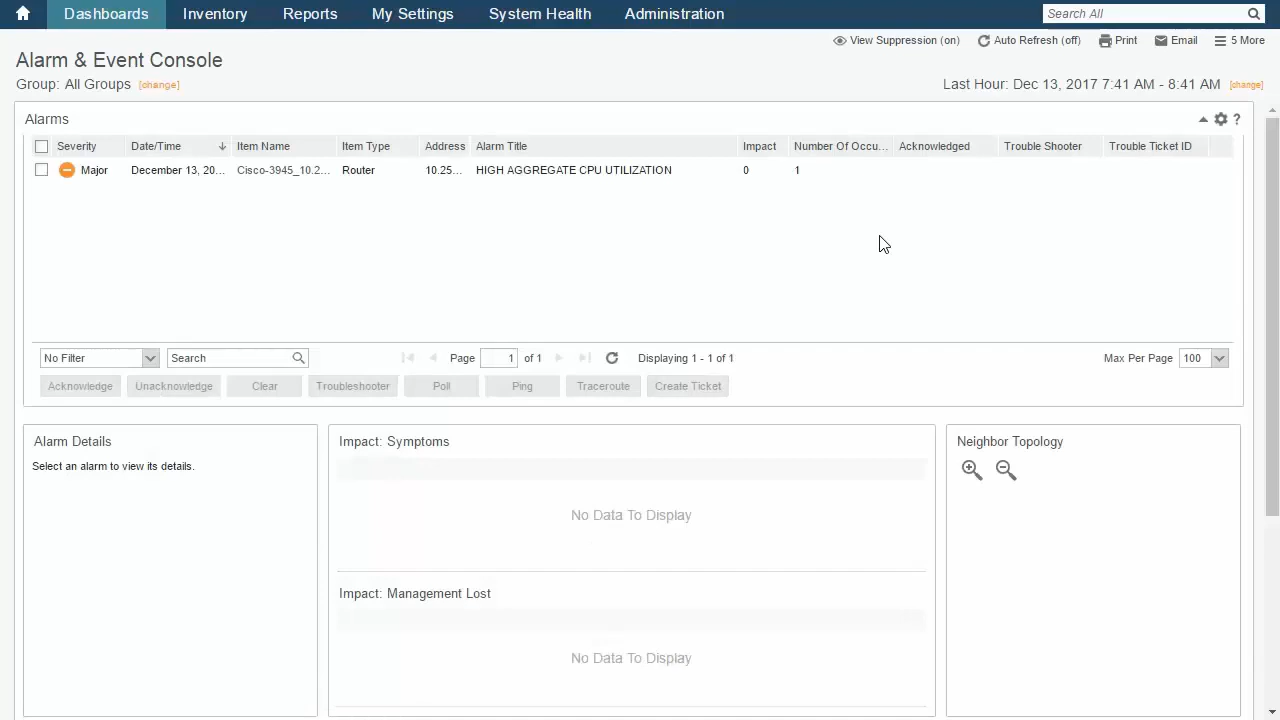 Dashboards Inventory Reports My Settings System Health Administration Search All
View Suppression (on) Auto Refresh (off) Print Email 5 More
Alarm & Event Console
Group: All Groups [change] Last Hour: Dec 13, 2017 7:41 AM - 8:41 AM [change]
Alarms ?
Severity Date/Time Item Name Item Type Address Alarm Title Impact Number Of Occu... Acknowledged Trouble Shooter Trouble Ticket ID
Major December 13, 20... Cisco-3945_10.2... Router 10.25... HIGH AGGREGATE CPU UTILIZATION 0 1
No Filter Search Page 1 of 1 Displaying 1 - 1 of 1 Max Per Page 100
Acknowledge Unacknowledge Clear Troubleshooter Poll Ping Traceroute Create Ticket
Alarm Details Impact: Symptoms Neighbor Topology
Select an alarm to view its details.
No Data To Display
Impact: Management Lost
No Data To Display